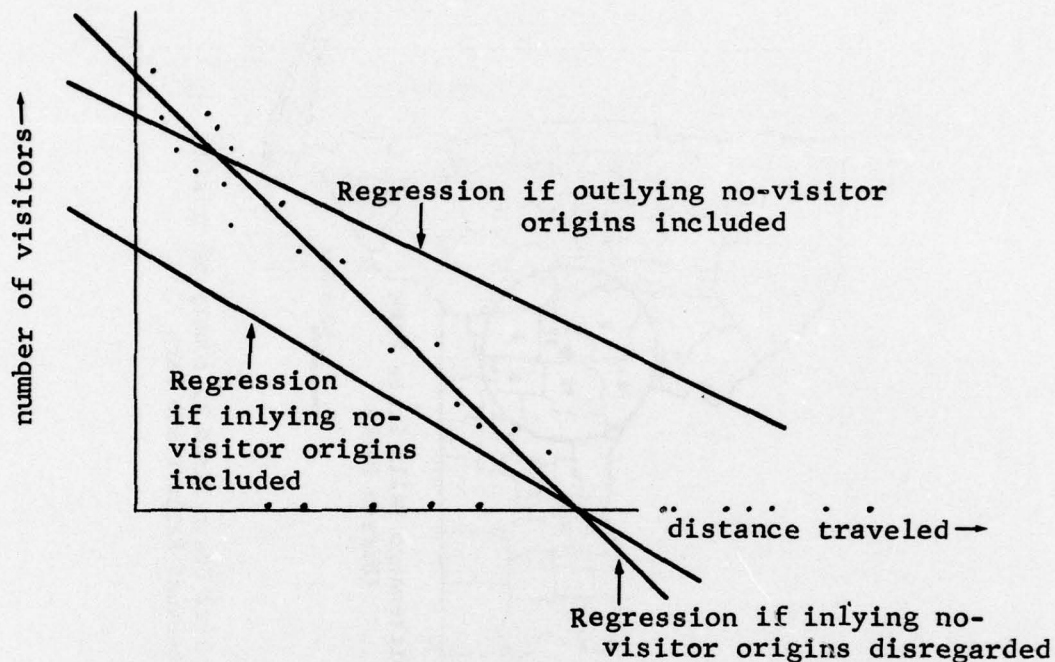 number of visitors→
Regression if outlying no-visitor
origins included
Regression
if inlying no-
visitor origins
included
distance traveled→
Regression if inlying no-
visitor origins disregarded